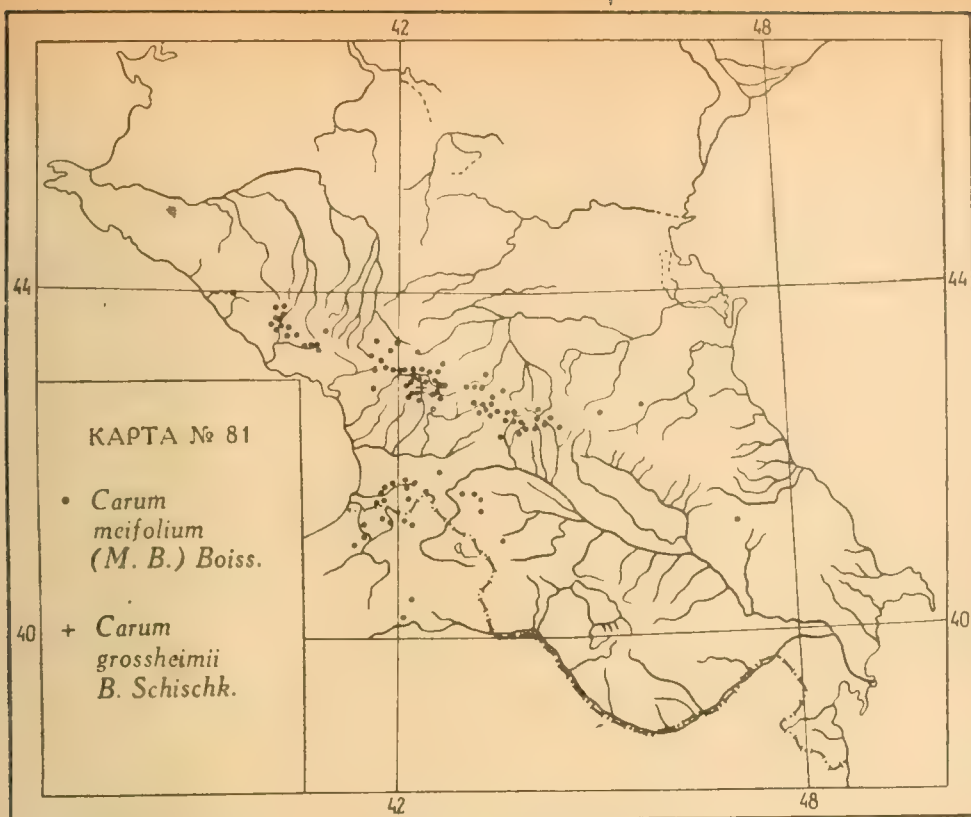 42 48
44 44
КАРТА № 81
• Carum
meifolium
(M. B.) Boiss.
40 40
+ Carum
grossheimii
B. Schischk.
42 48